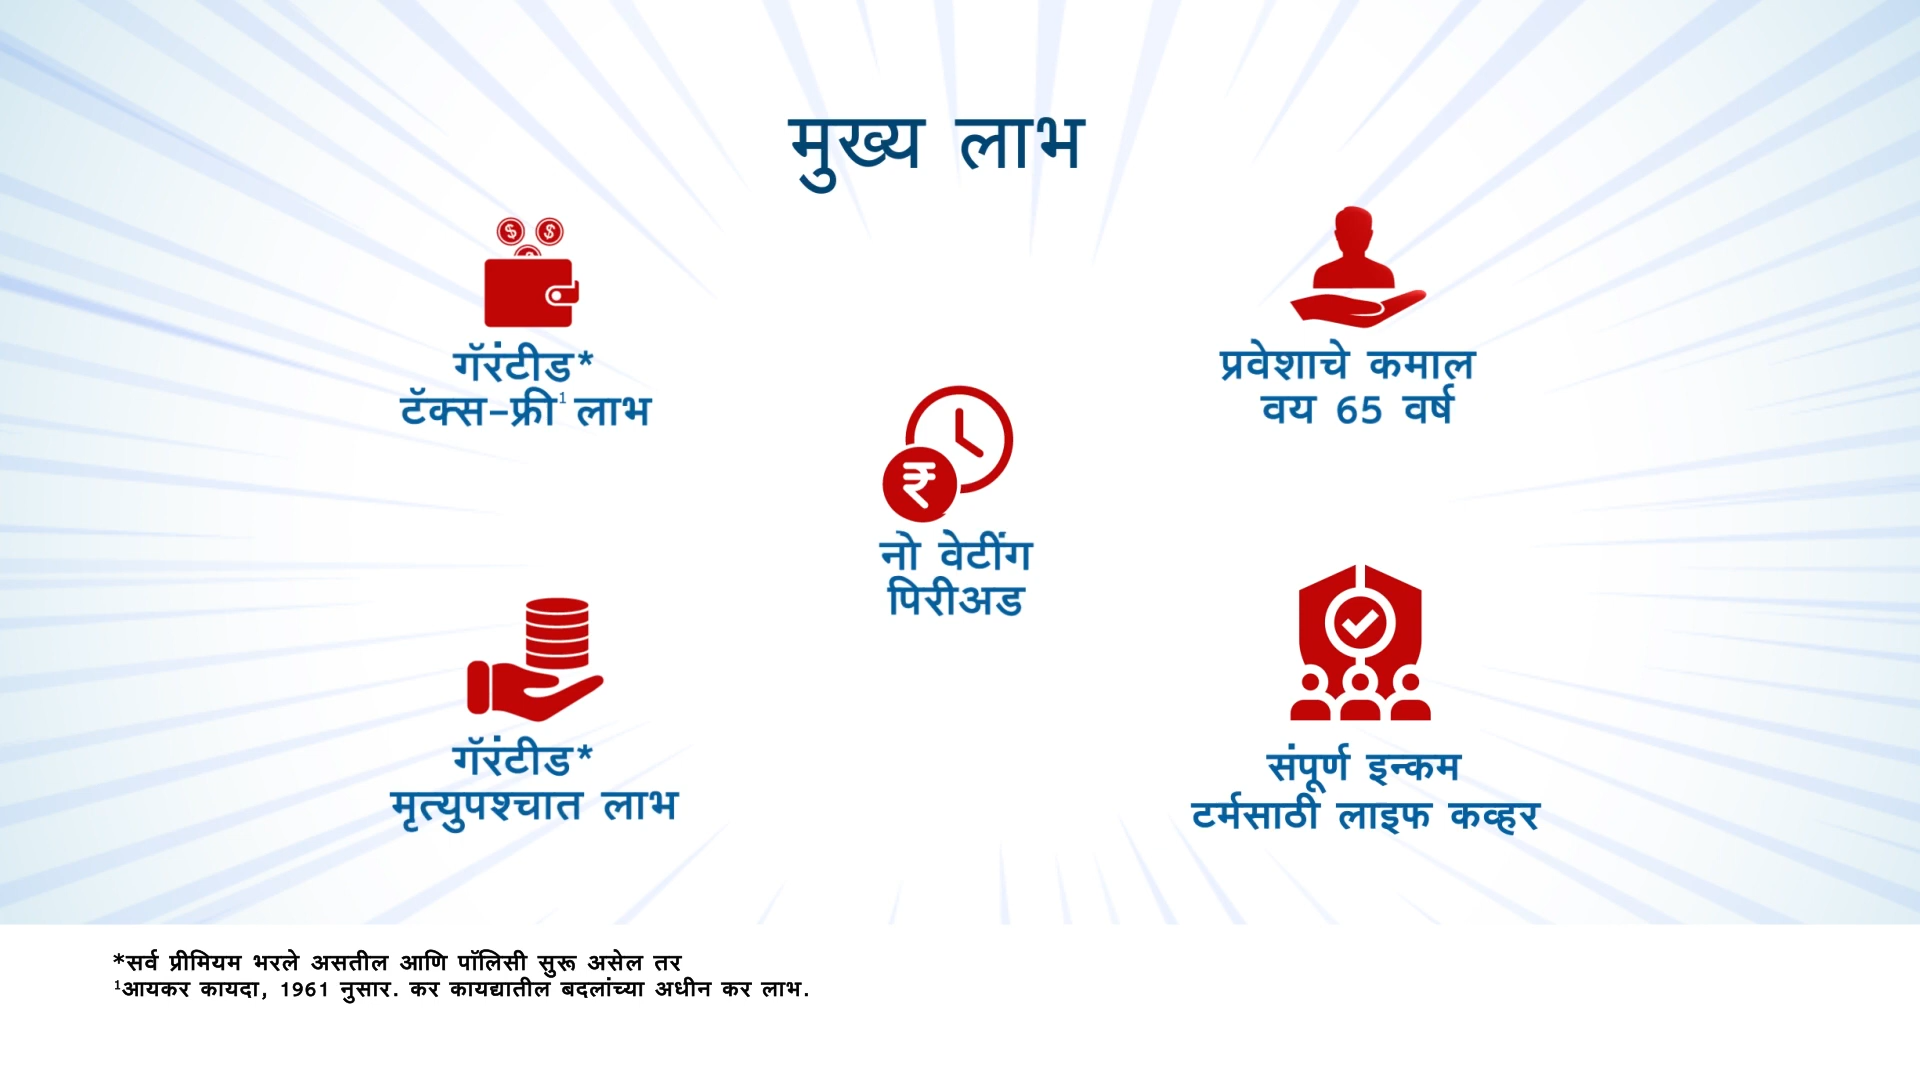 मुख्य लाभ
गॅरंटीड*
टॅक्स-फ्री¹ लाभ
प्रवेशाचे कमाल
वय 65 वर्ष
नो वेटींग
पिरीअड
गॅरंटीड*
मृत्युपश्चात लाभ
संपूर्ण इन्कम
टर्मसाठी लाइफ कव्हर
*सर्व प्रीमियम भरले असतील आणि पॉलिसी सुरू असेल तर
¹आयकर कायदा, 1961 नुसार. कर कायद्यातील बदलांच्या अधीन कर लाभ.